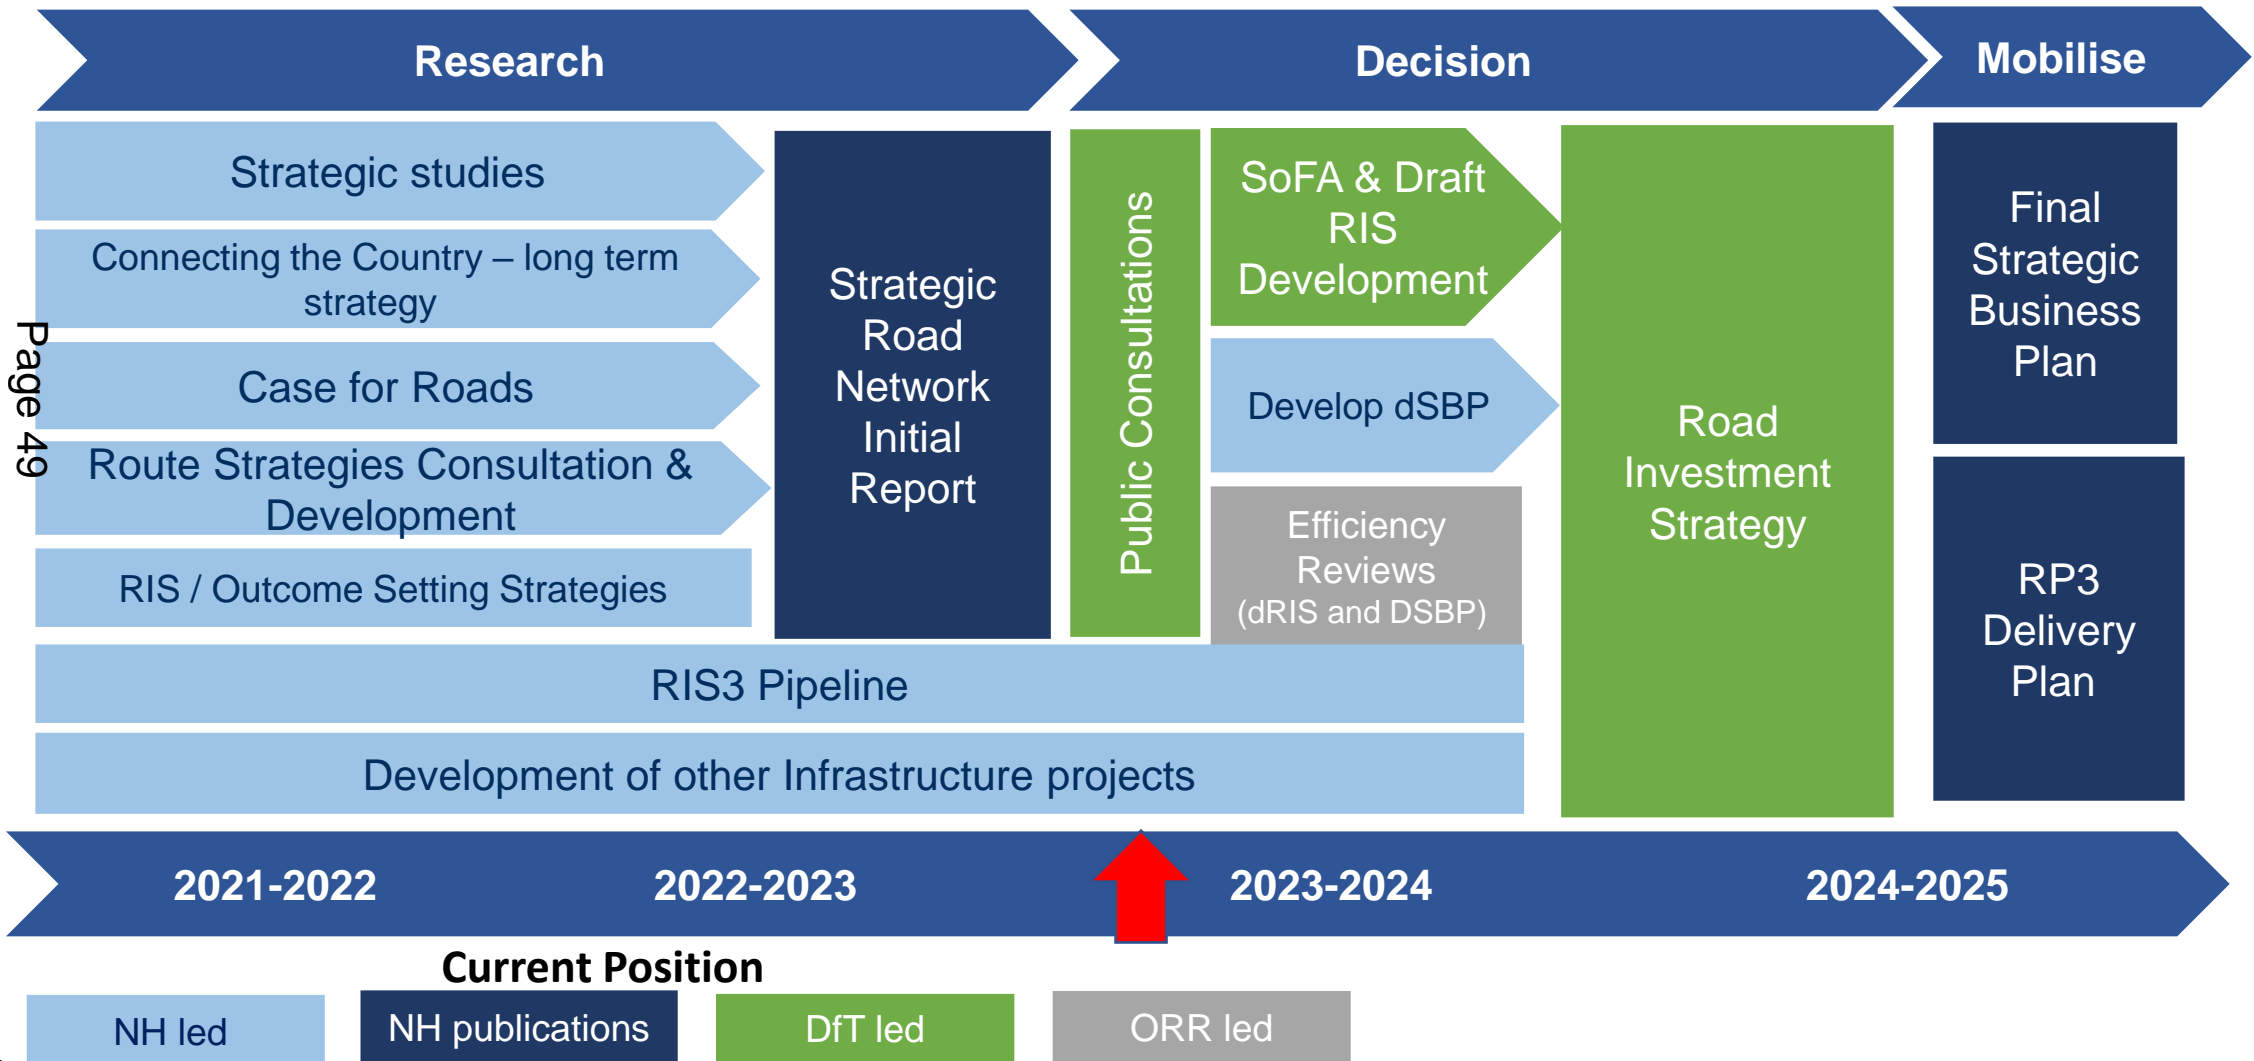 Research
Decision
Mobilise
Strategic studies
Connecting the Country – long term
strategy
Case for Roads
Route Strategies Consultation &
Development
RIS / Outcome Setting Strategies
Strategic
Road
Network
Initial
Report
Public Consultations
SoFA & Draft
RIS
Development
Develop dSBP
Efficiency
Reviews
(dRIS and DSBP)
Road
Investment
Strategy
Final
Strategic
Business
Plan
RP3
Delivery
Plan
RIS3 Pipeline
Development of other Infrastructure projects
Page 49
2021-2022
2022-2023
2023-2024
2024-2025
Current Position
NH led
NH publications
DfT led
ORR led